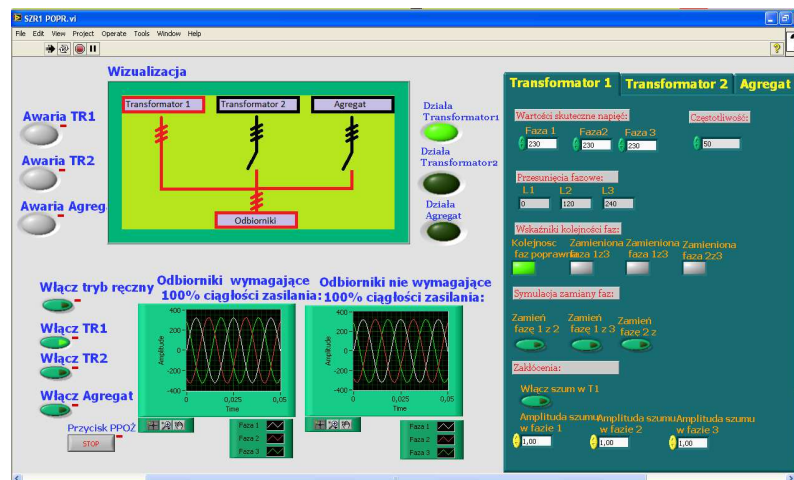 SZR1 POPR.vi
File Edit View Project Operate Tools Window Help
Wizualizacja
Transformator 1
Transformator 2
Agregat
Odbiorniki
Awaria TR1
Awaria TR2
Awaria Agreg
Działa
Transformator1
Działa
Transformator2
Działa
Agregat
Włącz tryb ręczny
Włącz TR1
Włącz TR2
Włącz Agregat
Przycisk PPOŻ
STOP
Odbiorniki wymagające
100% ciągłości zasilania:
400
200
0
-200
-400
Amplitude
0
0,025
0,05
Time
Faza 1
Faza 2
Faza 3
Odbiorniki nie wymagające
100% ciągłości zasilania:
400
200
0
-200
-400
Amplitude
0
0,025
0,05
Time
Faza 1
Faza 2
Faza 3
Transformator 1 Transformator 2 Agregat
Wartości skuteczne napięć:
Częstotliwość:
Faza 1 Faza2 Faza 3
230 230 230 50
Przesunięcia fazowe:
L1 L2 L3
0 120 240
Wskaźniki kolejności faz:
Kolejnosc
faz poprawna
Zamieniona
faza 1z3
Zamieniona
faza 1z3
Zamieniona
faza 2z3
Symulacja zamiany faz:
Zamień
fazę 1 z 2
Zamień
fazę 1 z 3
Zamień
fazę 2 z
Zakłócenia:
Włącz szum w T1
Amplituda szumu
w fazie 1
Amplituda szumu
w fazie 2
Amplituda szumu
w fazie 3
1,00 1,00 1,00